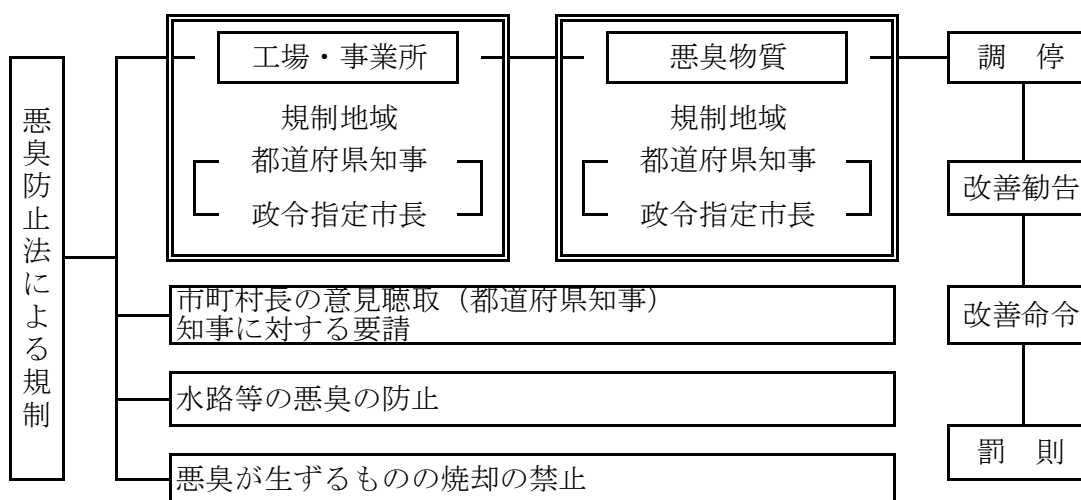 悪臭防止法による規制
工場・事業所
規制地域
都道府県知事
政令指定市長
悪臭物質
規制地域
都道府県知事
政令指定市長
調　停
改善勧告
改善命令
罰　則
市町村長の意見聴取（都道府県知事）
知事に対する要請
水路等の悪臭の防止
悪臭が生ずるものの焼却の禁止